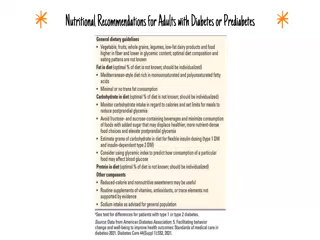 Nutritional Recommendations for Adults with Diabetes or Prediabetes
General dietary guidelines
• Vegetable, fruits, whole grains, legumes, low-fat dairy products and food
higher in fiber and lower in glycemic content; optimal diet composition and
eating patterns are not known
Fat in diet (optimal % of diet is not known; should be individualized)
• Mediterranean-style diet rich in monounsaturated and polyunsaturated fatty
acids
• Minimal or no trans fat consumption
Carbohydrate in diet (optimal % of diet is not known; should be individualized)
• Monitor carbohydrate intake in regard to calories and set limits for meals to
reduce postprandial glycemia
• Avoid fructose- and sucrose-containing beverages and minimize consumption
of foods with added sugar that may displace healthier, more nutrient-dense
food choices and elevate postprandial glycemia
• Estimate grams of carbohydrate in diet for flexible insulin dosing (type 1 DM
and insulin-dependent type 2 DM)
• Consider using glycemic index to predict how consumption of a particular
food may affect blood glucose
Protein in diet (optimal % of diet is not known; should be individualized)
Other components
• Reduced-calorie and nonnutritive sweeteners may be useful
• Routine supplements of vitamins, antioxidants, or trace elements not
supported by evidence
• Sodium intake as advised for general population
See text for differences for patients with type 1 or type 2 diabetes.
Source: Data from American Diabetes Association. 5. Facilitating behavior
change and well-being to improve health outcomes: Standards of medical care in
diabetes 2021. Diabetes Care 44(Suppl 1):S53, 2021.